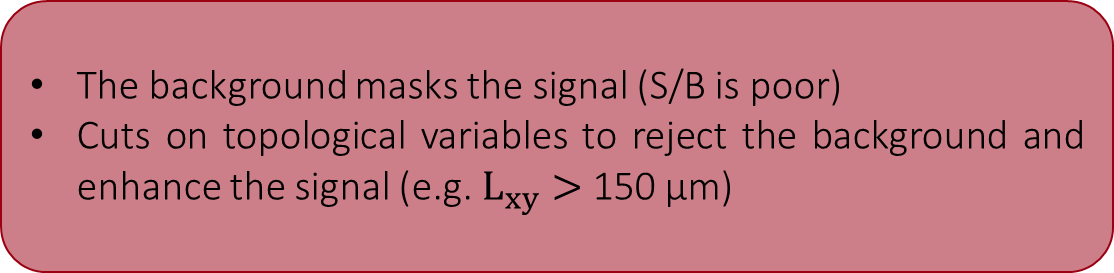 • The background masks the signal (S/B is poor)
• Cuts on topological variables to reject the background and
enhance the signal (e.g. Lxy > 150 μm)